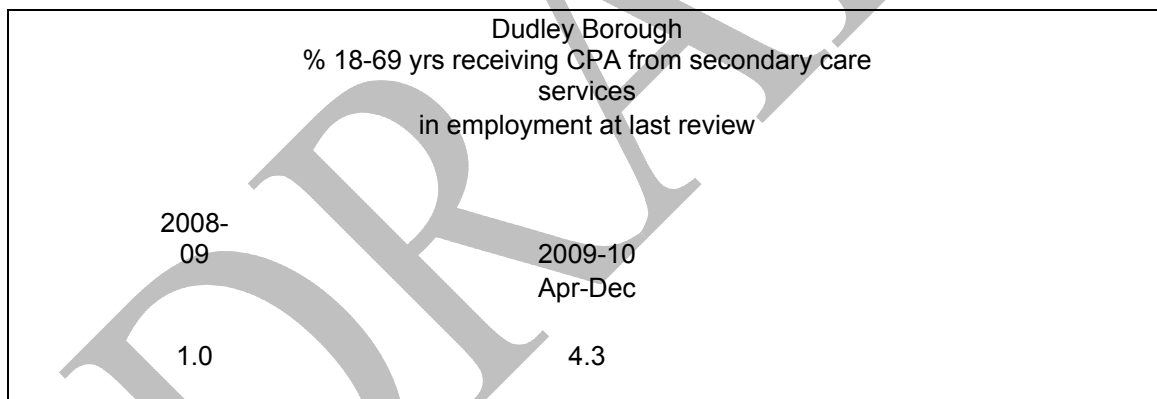 Dudley Borough
% 18-69 yrs receiving CPA from secondary care
services
in employment at last review
2008-
09
2009-10
Apr-Dec
1.0
4.3